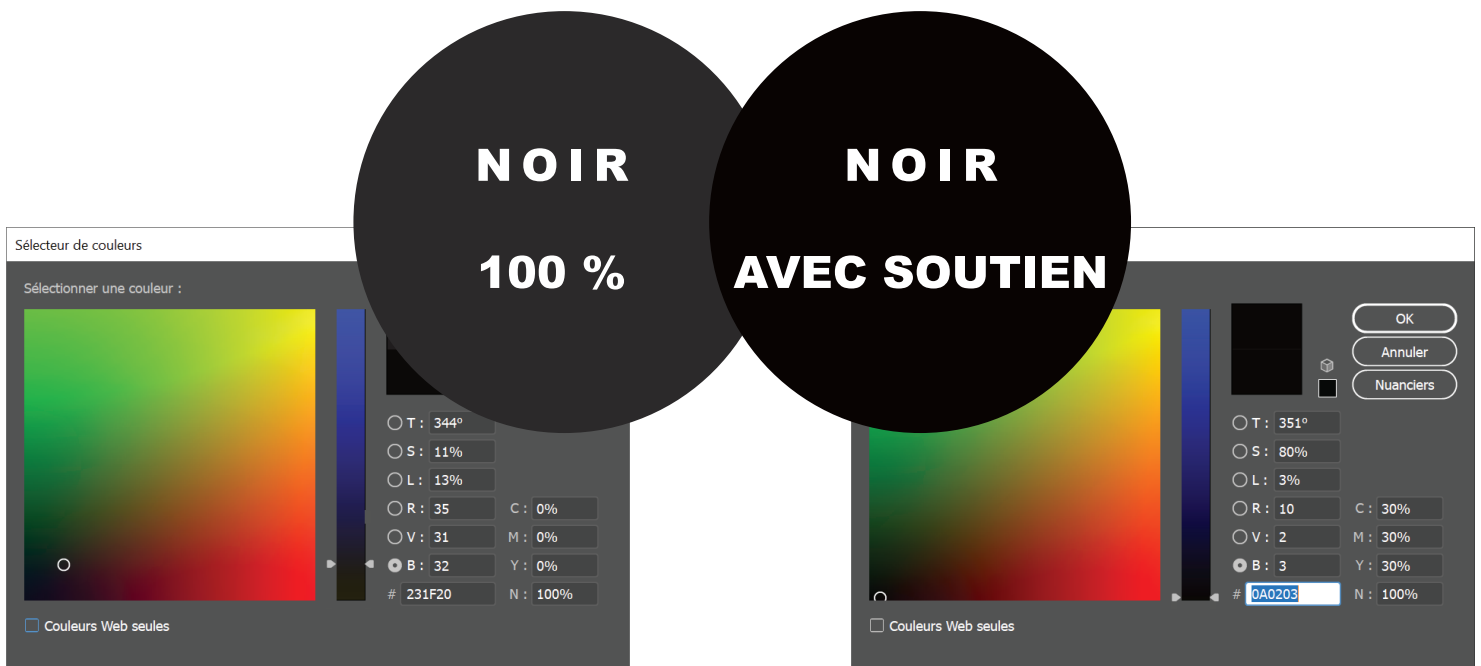 NOIR
100 %
NOIR
AVEC SOUTIEN
Sélecteur de couleurs
Sélectionner une couleur :
T : 344º
S : 11%
L : 13%
R : 35 C : 0%
V : 31 M : 0%
B : 32 Y : 0%
# 231F20 N : 100%
Couleurs Web seules
OK
Annuler
Nuanciers
T : 351º
S : 80%
L : 3%
R : 10 C : 30%
V : 2 M : 30%
B : 3 Y : 30%
# 0A0203 N : 100%
Couleurs Web seules